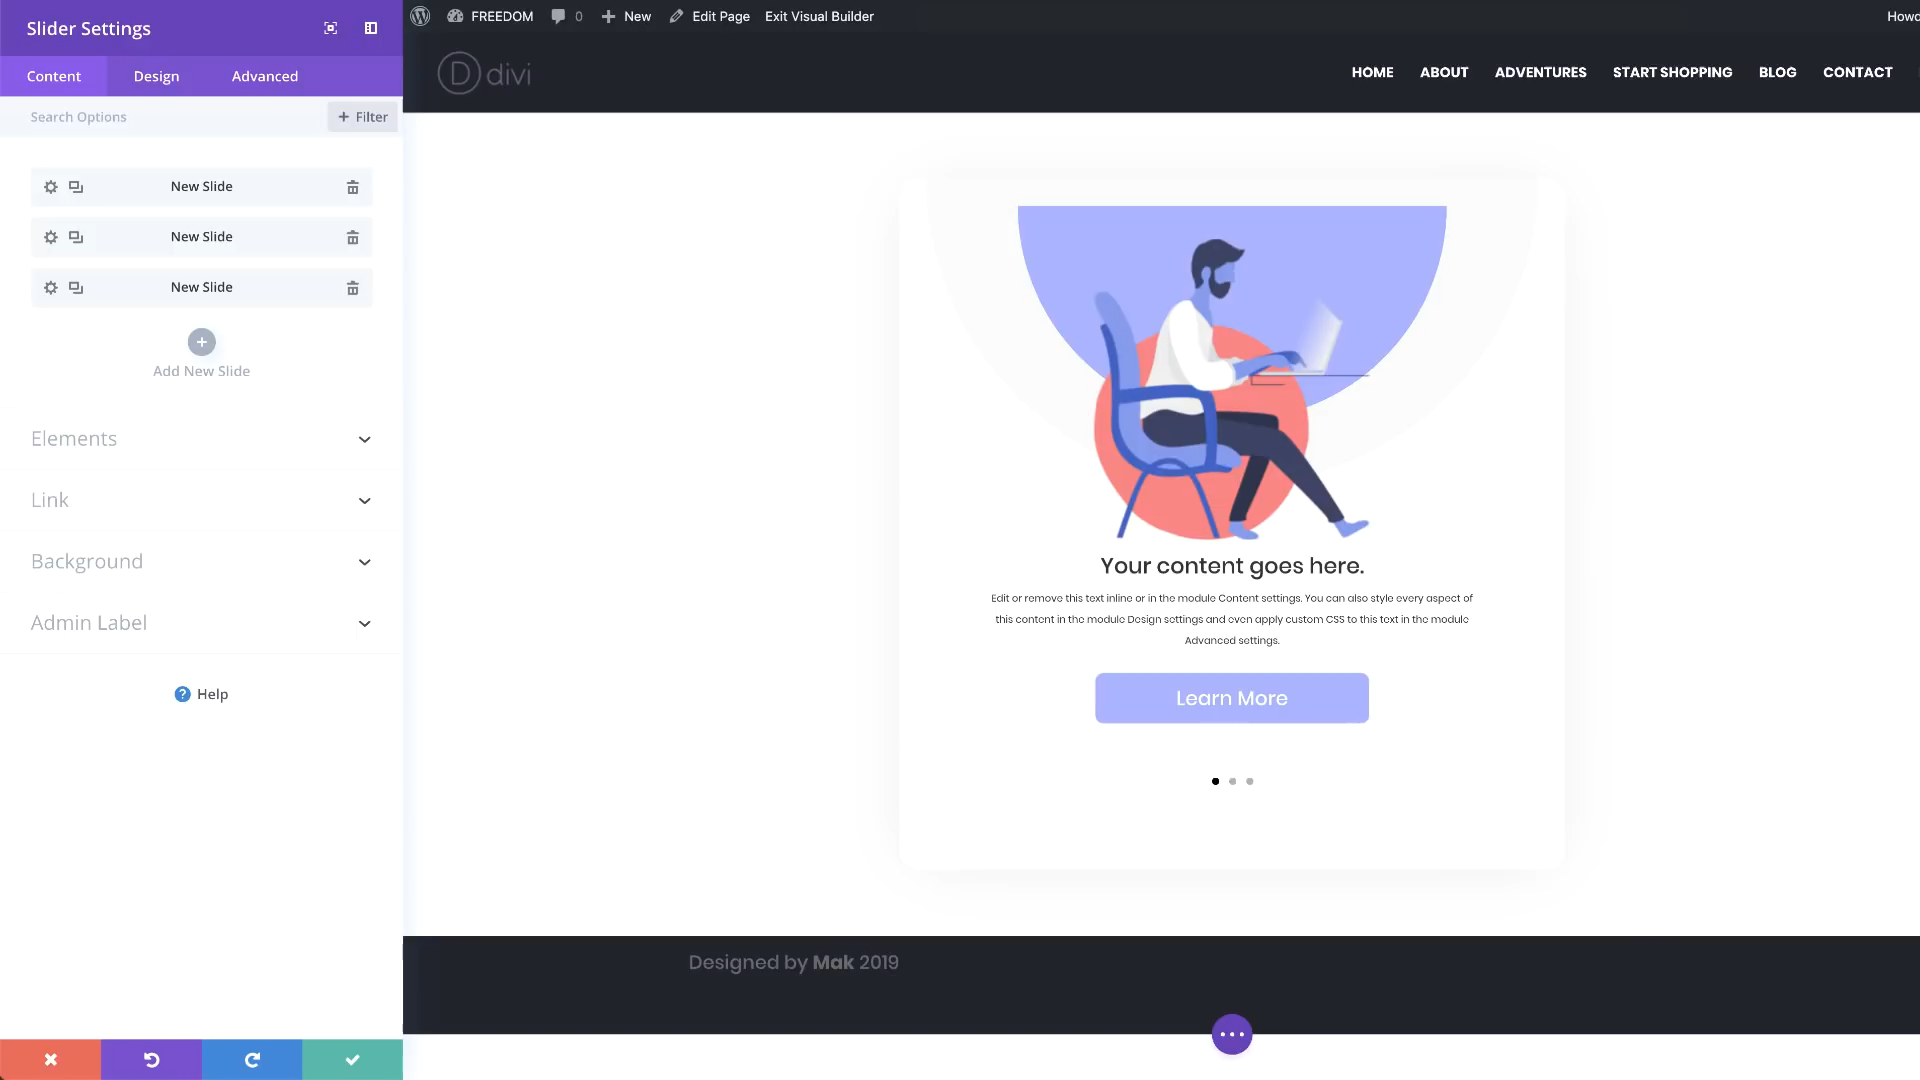 Slider Settings
Content Design Advanced
Search Options
+ Filter
New Slide
New Slide
New Slide
Add New Slide
Elements
Link
Background
Admin Label
? Help
FREEDOM 0 New Edit Page Exit Visual Builder
D divi
HOME ABOUT ADVENTURES START SHOPPING BLOG CONTACT
Your content goes here.
Edit or remove this text inline or in the module Content settings. You can also style every aspect of
this content in the module Design settings and even apply custom CSS to this text in the module
Advanced settings.
Learn More
Designed by Mak 2019